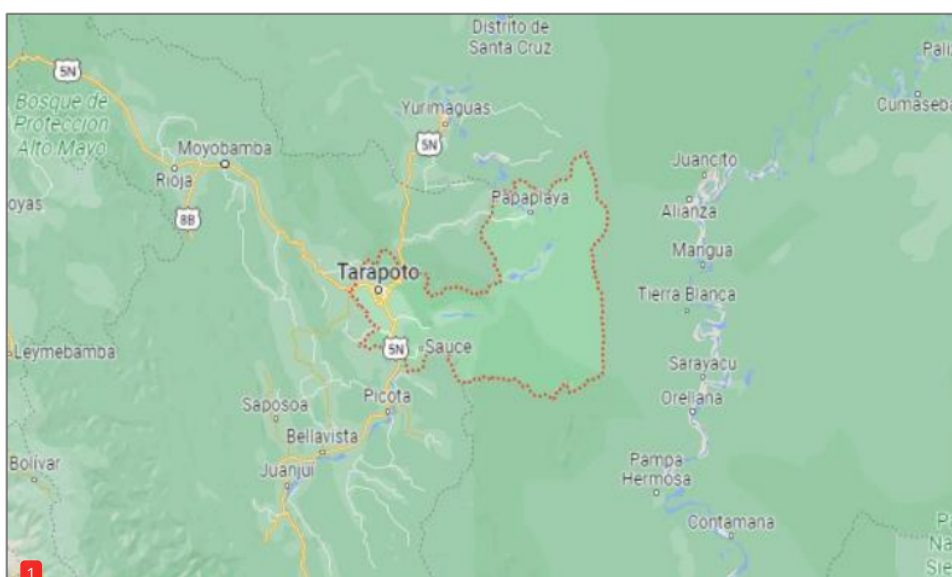 Distrito de
Santa Cruz
5N
Bosque de
Protección
Alto Mayo
Yurimaguas
Cumaseba
5N
Moyobamba
Rioja
Juancito
oyas
8B
Papaplaya
Alianza
Mangua
Tarapoto
Tierra Blanca
Leymebamba
5N
Sauce
Sarayacu
Picota
Orellana
Saposoa
Bellavista
Bolívar
Juanjuí
Pampa
Hermosa
Contamana
Na
Sie
1